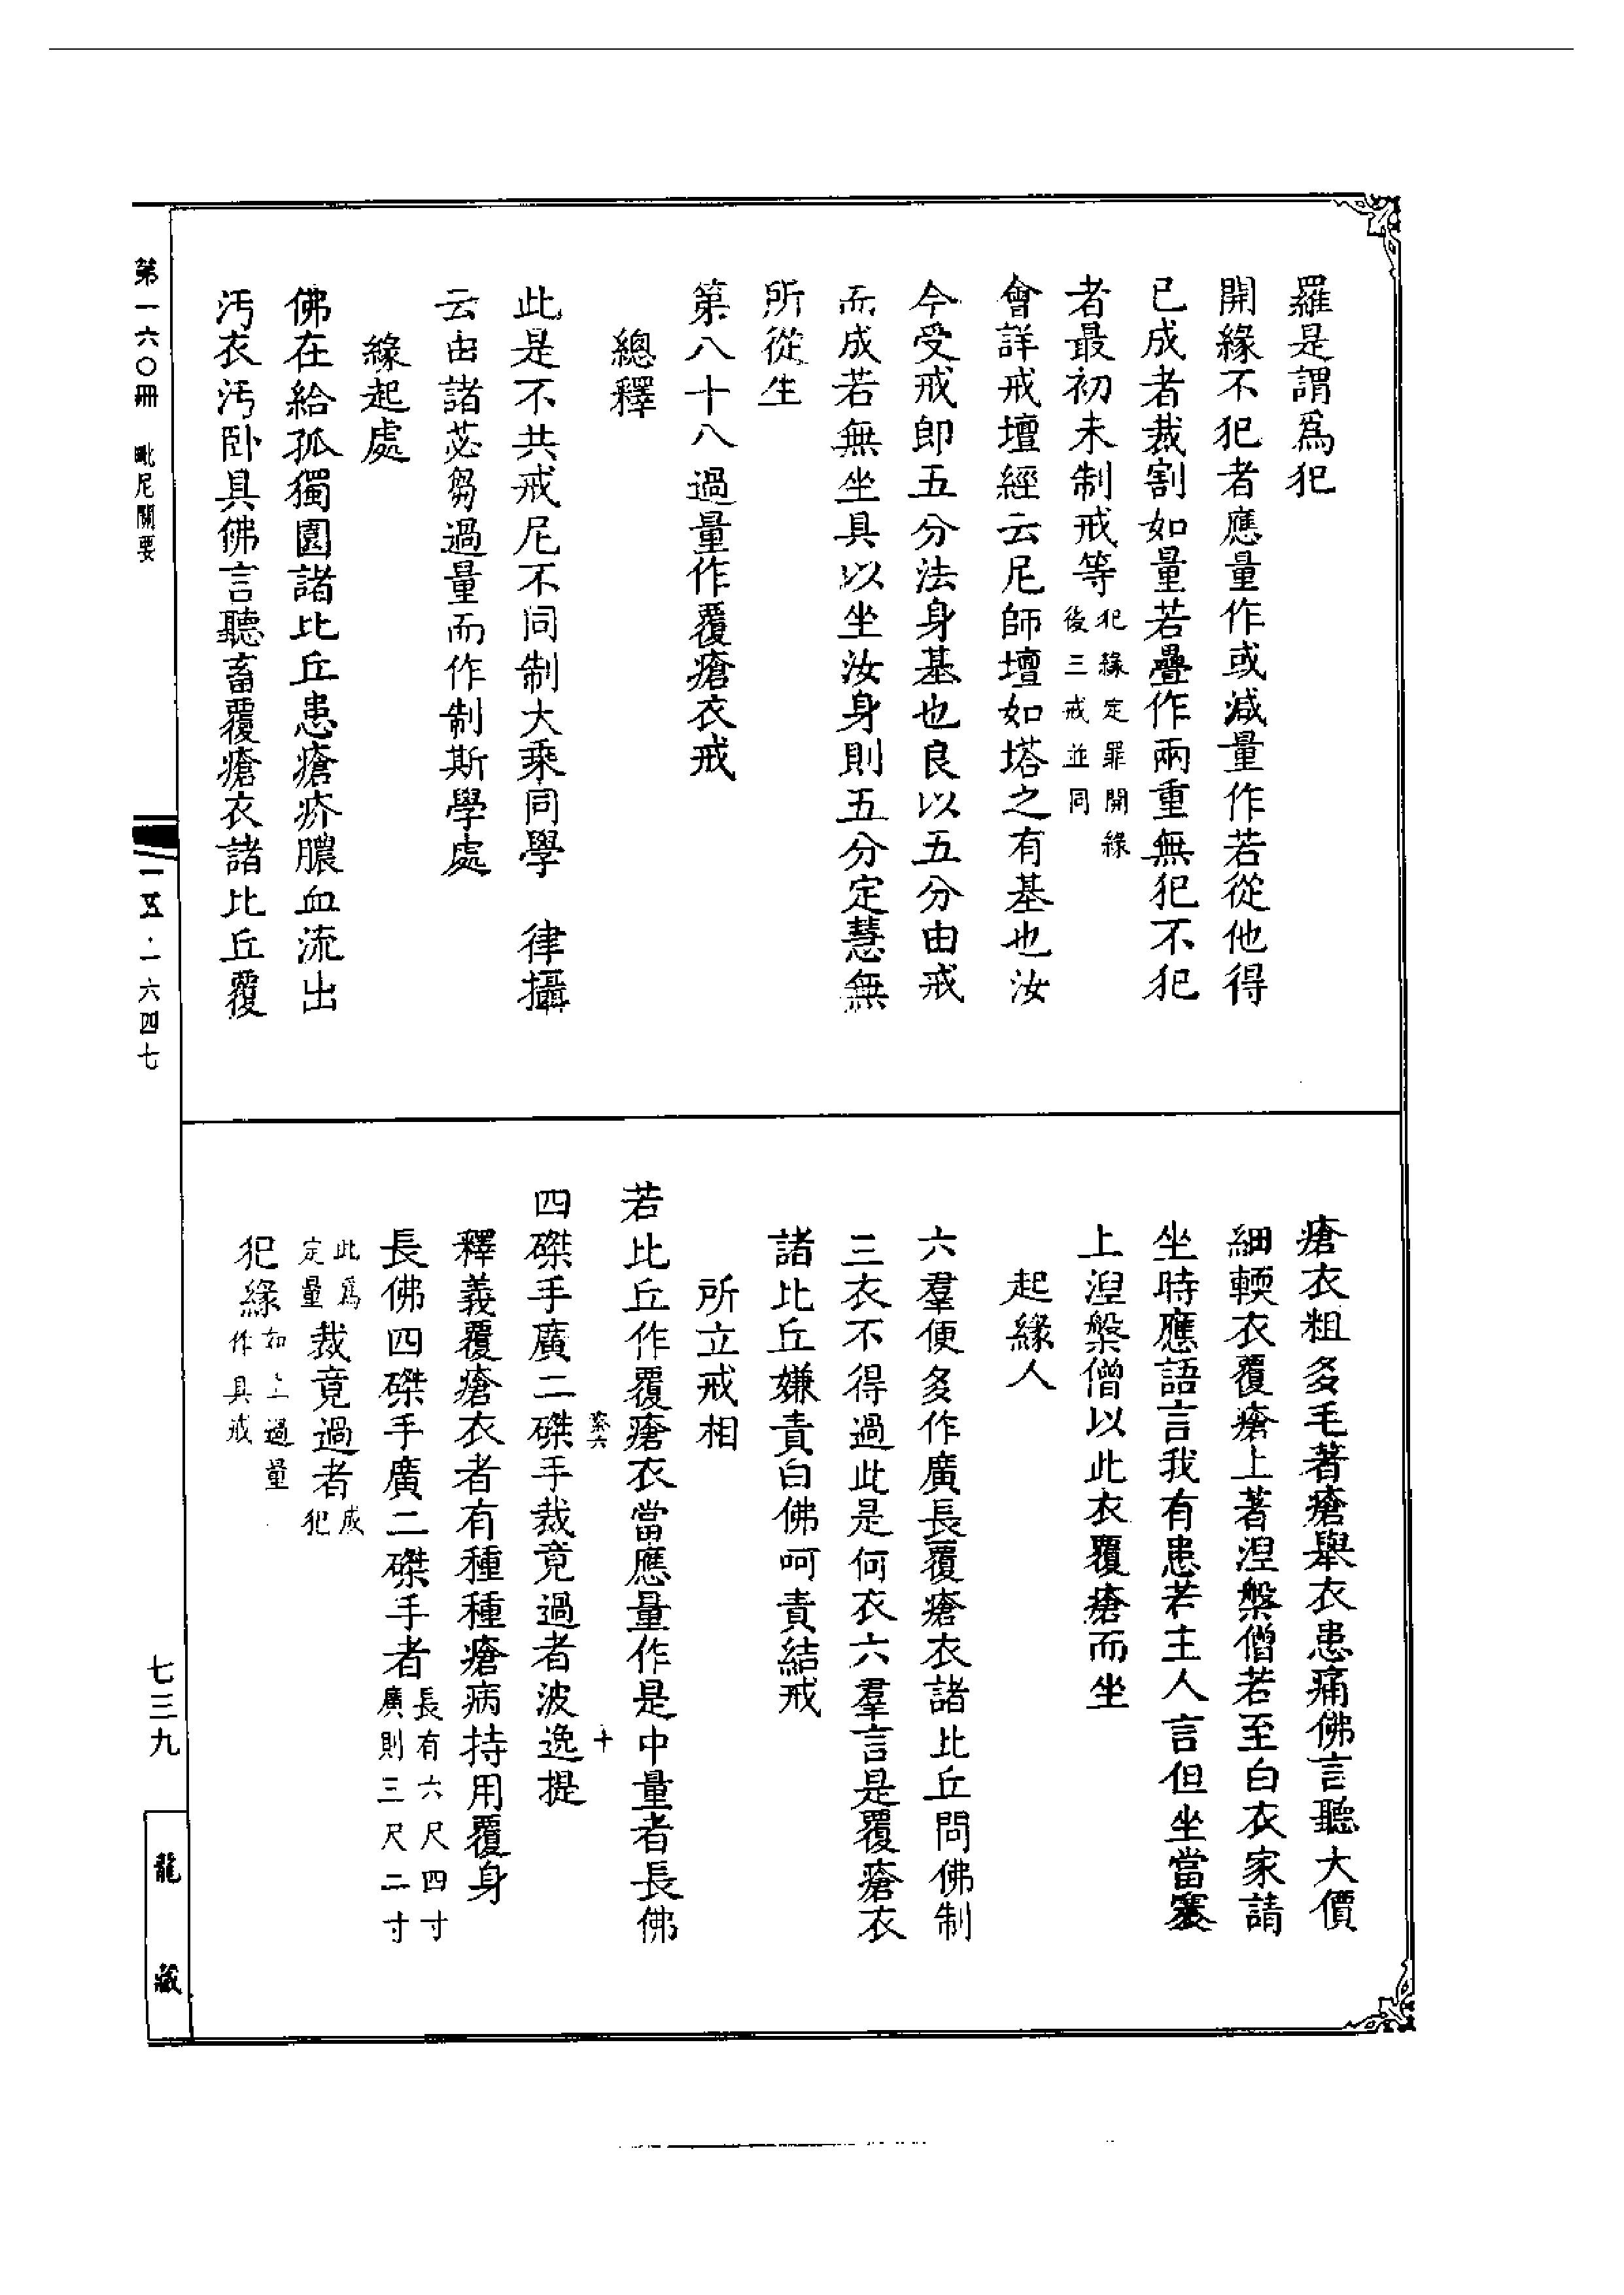 羅是謂爲犯
開緣不犯者應量作或減量作若從他得
已成者裁割如量若疊作兩重無犯不犯
者最初未制戒等犯緣定罪開緣後三戒並同
會詳戒壇經云尼師壇如塔之有基也汝
今受戒即五分法身基也良以五分由戒
而成若無坐具以坐汝身則五分定慧無
所從生
第八十八過量作覆瘡衣戒
總釋
此是不共戒尼不同制大乘同學　律攝
云由諸苾芻過量而作制斯學處
緣起處
佛在給孤獨園諸比丘患瘡疥膿血流出
汚衣汚卧具佛言聽畜覆瘡衣諸比丘覆
瘡衣粗多毛著瘡舉衣患痛佛言聽大價
細輭衣覆瘡上著涅槃僧若至白衣家請
坐時應語言我有患若主人言但坐當褰
上涅槃僧以此衣覆瘡而坐
起緣人
六羣便多作廣長覆瘡衣諸比丘問佛制
三衣不得過此是何衣六羣言是覆瘡衣
諸比丘嫌責白佛呵責結戒
所立戒相
若比丘作覆瘡衣當應量作是中量者長佛
索六　十
四磔手廣二磔手裁竟過者波逸提
釋義覆瘡衣者有種種瘡病持用覆身
長佛四磔手廣二磔手者長有六尺四寸廣則三尺二寸
此爲定量裁竟過者成犯
犯緣如上過量作具戒
第一六〇冊　毗尼關要
一五·一六四七
七三九
龍藏